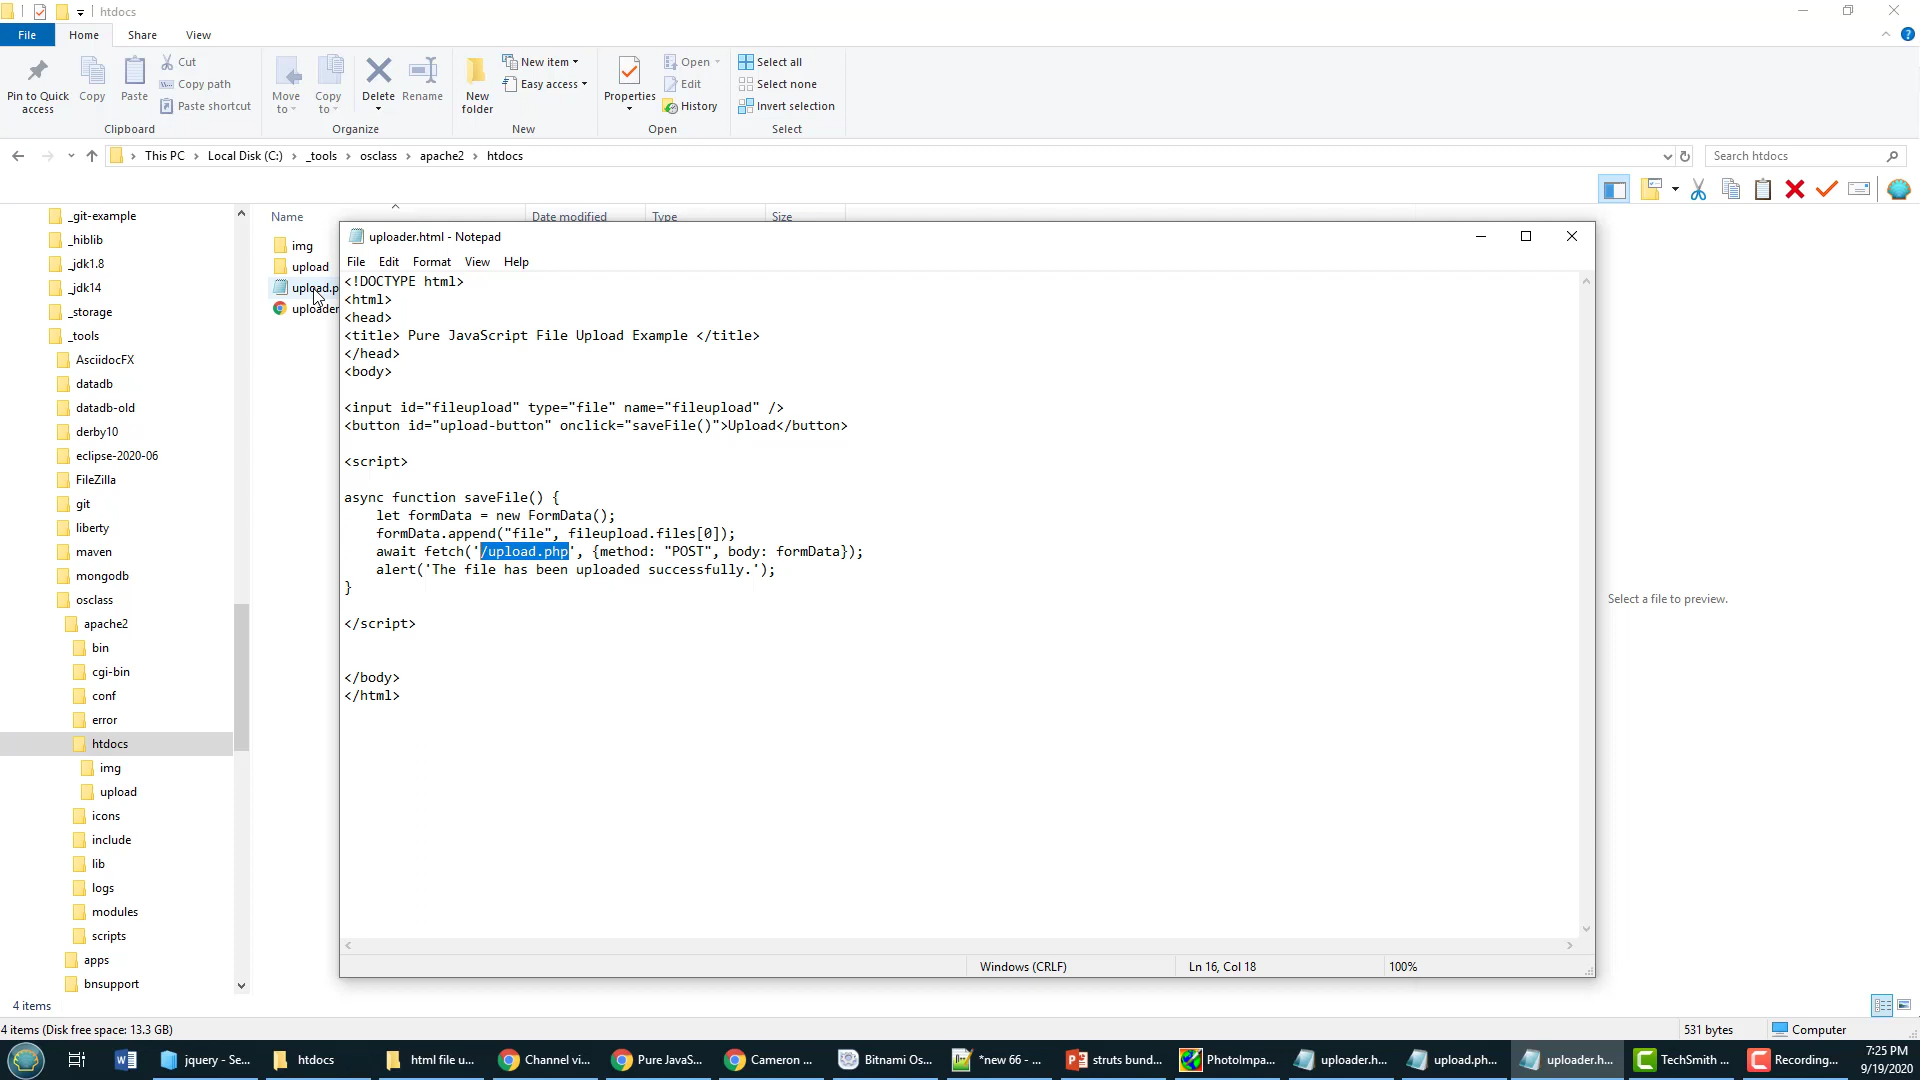 htdocs
File
Home
Share
View
Pin to Quick access
Copy
Paste
Cut
Copy path
Paste shortcut
Move to
Copy to
Delete
Rename
New folder
New item
Easy access
Properties
Open
Edit
History
Select all
Select none
Invert selection
Clipboard
Organize
New
Open
Select
This PC
Local Disk (C:)
_tools
osclass
apache2
htdocs
Search htdocs
_git-example
_hiblib
_jdk1.8
_jdk14
_storage
_tools
AsciidocFX
datadb
datadb-old
derby10
eclipse-2020-06
FileZilla
git
liberty
maven
mongodb
osclass
apache2
bin
cgi-bin
conf
error
htdocs
img
upload
icons
include
lib
logs
modules
scripts
apps
bnsupport
Name
Date modified
Type
Size
img
upload
upload.p
uploader
uploader.html - Notepad
File Edit Format View Help
<!DOCTYPE html>
<html>
<head>
<title> Pure JavaScript File Upload Example </title>
</head>
<body>
<input id="fileupload" type="file" name="fileupload" />
<button id="upload-button" onclick="saveFile()">Upload</button>
<script>
async function saveFile() {
let formData = new FormData();
formData.append("file", fileupload.files[0]);
await fetch('/upload.php', {method: "POST", body: formData});
alert('The file has been uploaded successfully.');
}
</script>
</body>
</html>
Windows (CRLF)
Ln 16, Col 18
100%
Select a file to preview.
4 items
4 items (Disk free space: 13.3 GB)
531 bytes
Computer
jquery - Se...
htdocs
html file u...
Channel vi...
Pure JavaS...
Cameron ...
Bitnami Os...
*new 66 - ...
struts bund...
PhotoImpa...
uploader.h...
upload.ph...
uploader.h...
TechSmith ...
Recording...
7:25 PM
9/19/2020